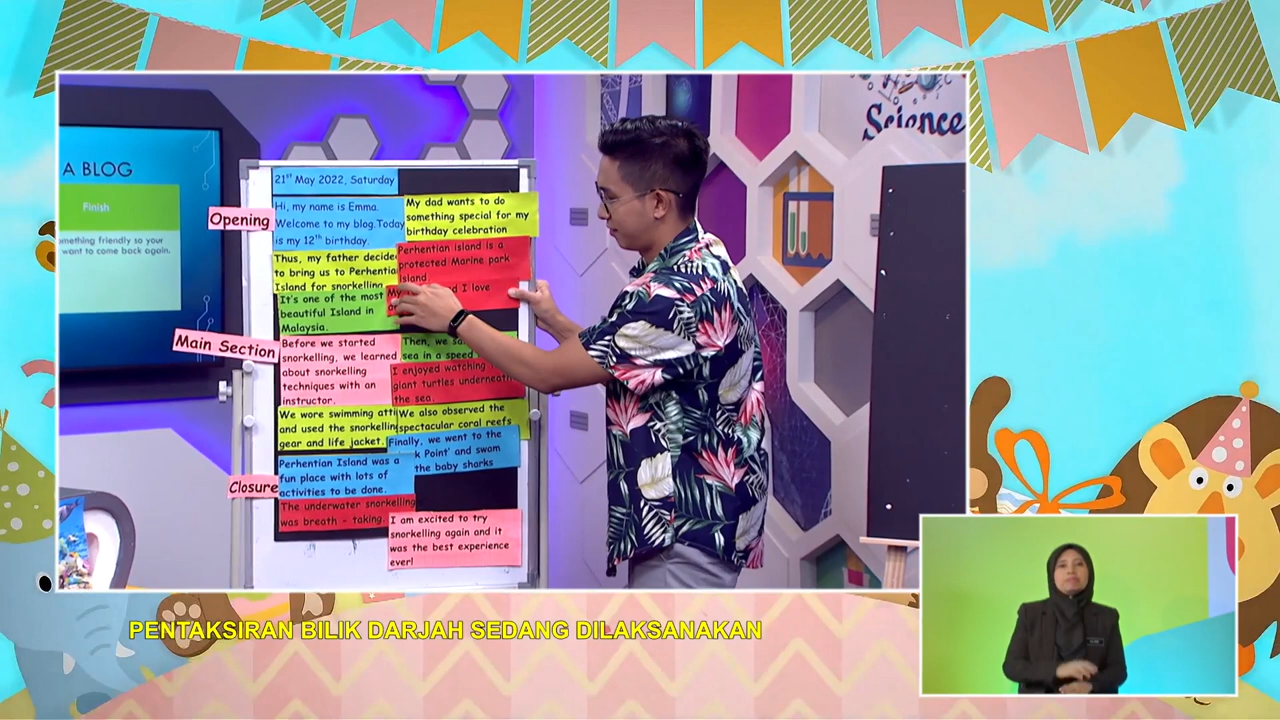 A BLOG
Finish
something friendly so your
want to come back again.
Science
21st May 2022, Saturday
Opening
Hi, my name is Emma.
Welcome to my blog.Today
is my 12th birthday.
My dad wants to do
something special for my
birthday celebration
Thus, my father decide
to bring us to Perhentia
Island for snorkelling
Perhentian island is a
protected Marine park
island.
It's one of the most
beautiful Island in
Malaysia.
My
d I love
Main Section
Before we started
snorkelling, we learned
about snorkelling
techniques with an
instructor.
Then, we sa
sea in a speed
I enjoyed watching
giant turtles underneath
the sea.
We wore swimming atti
and used the snorkelling
gear and life jacket.
We also observed the
spectacular coral reefs
Finally, we went to the
k Point' and swam
the baby sharks
Closure
Perhentian Island was a
fun place with lots of
activities to be done.
The underwater snorkelling
was breath - taking.
I am excited to try
snorkelling again and it
was the best experience
ever!
PENTAKSIRAN BILIK DARJAH SEDANG DILAKSANAKAN